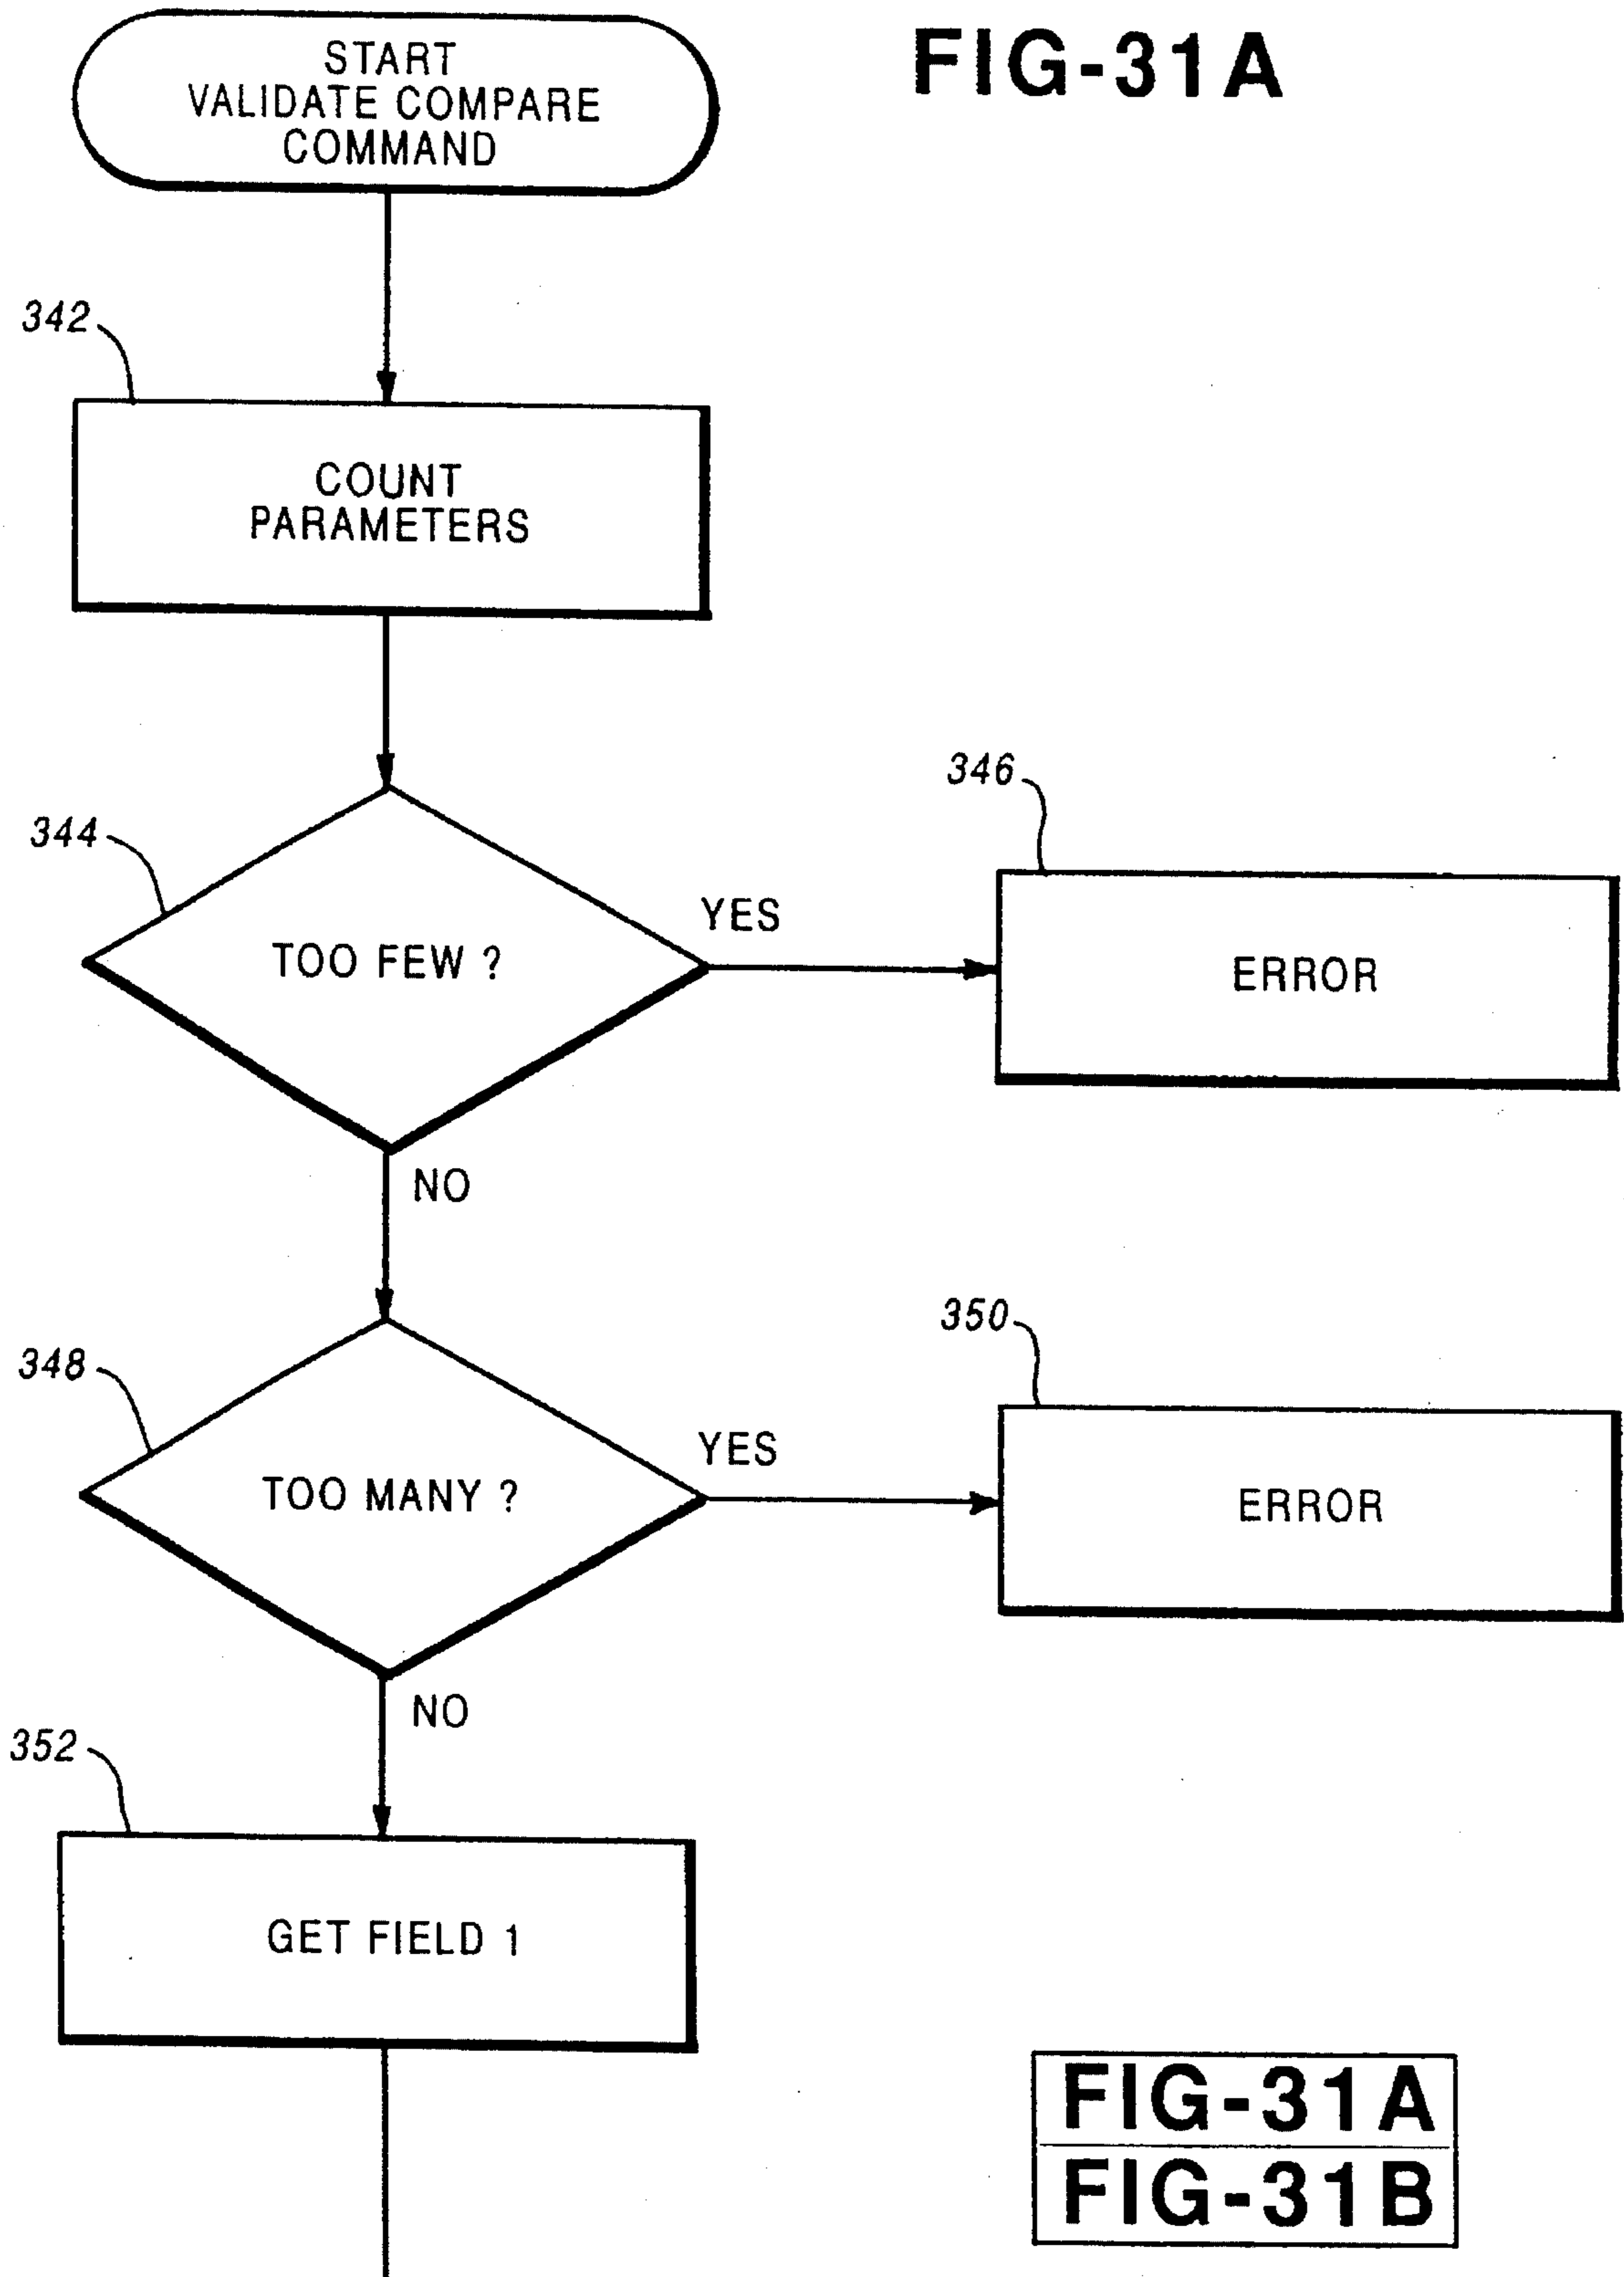 FIG-31A
START
VALIDATE COMPARE
COMMAND
342
COUNT
PARAMETERS
344
TOO FEW ?
YES
346
ERROR
NO
348
TOO MANY ?
YES
350
ERROR
NO
352
GET FIELD 1
FIG-31A
FIG-31B